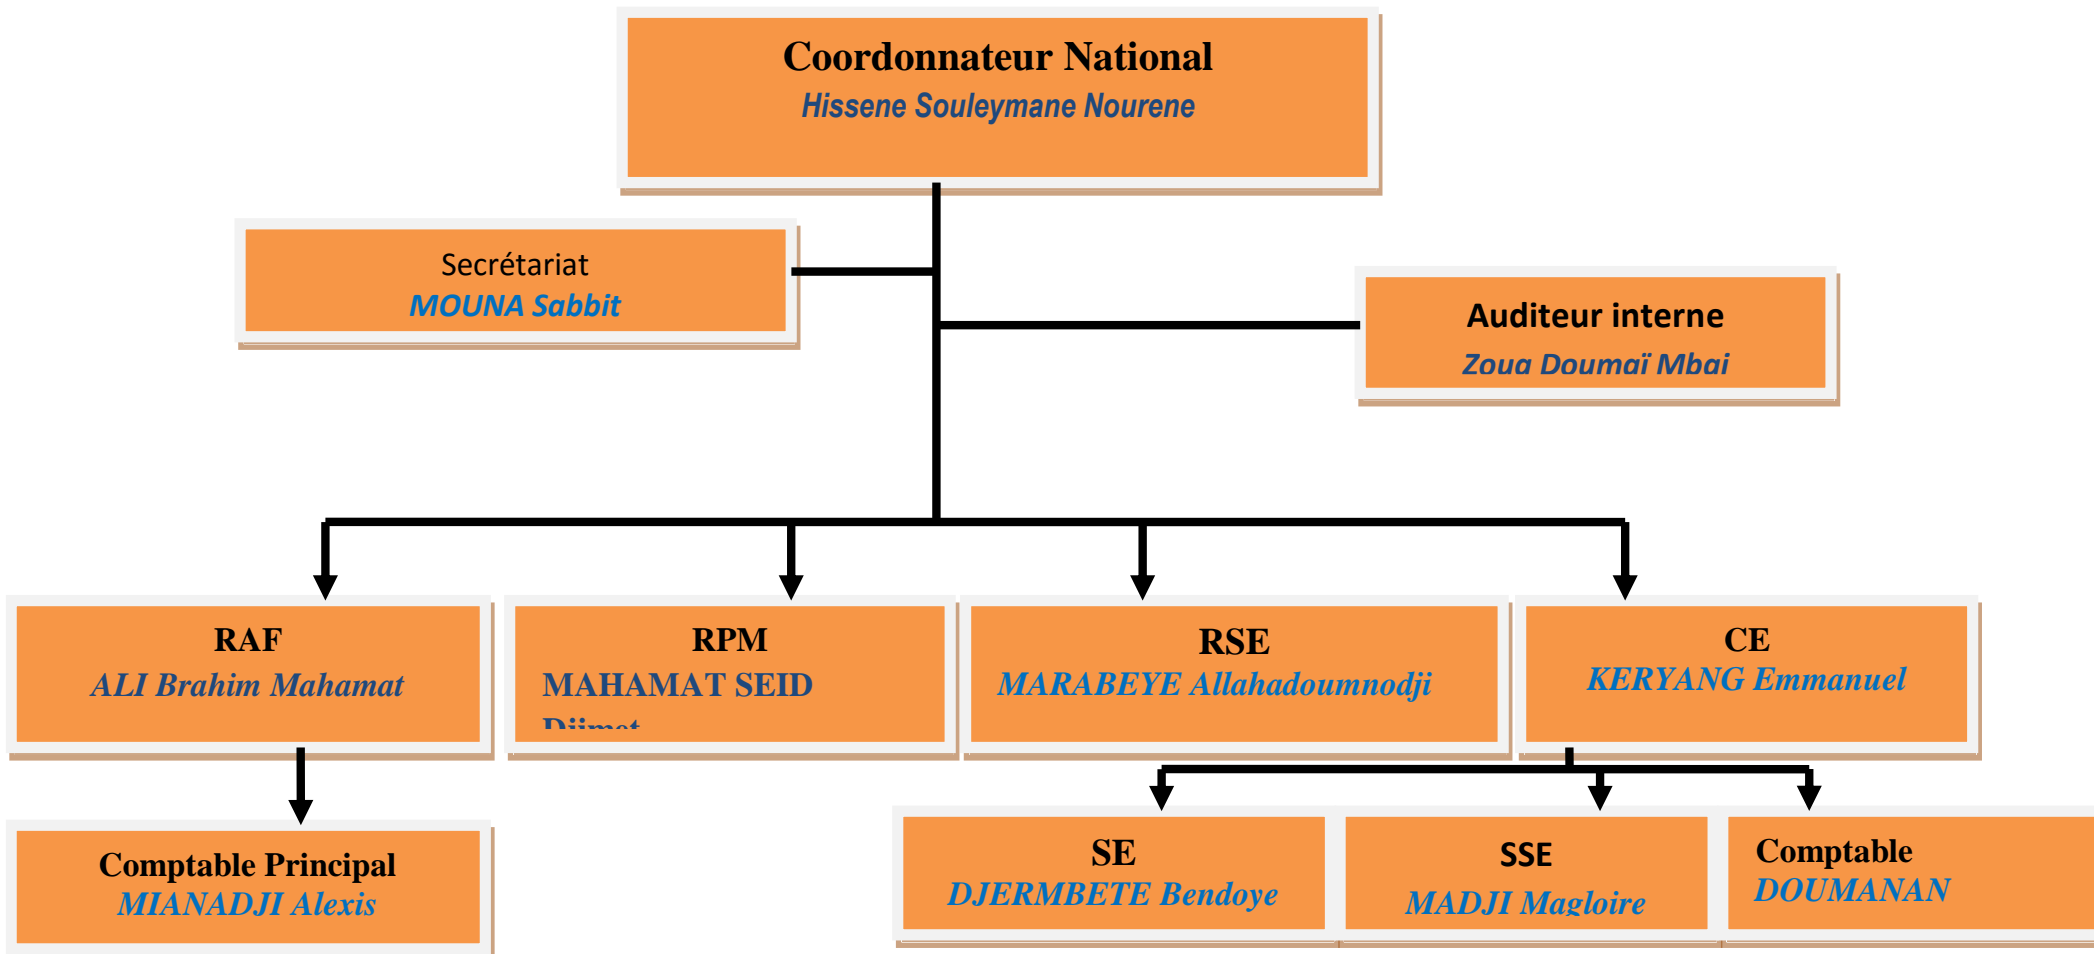 Coordonnateur National
Hissene Souleymane Nourene
Secrétariat
MOUNA Sabbit
Auditeur interne
Zoua Doumaï Mbai
RAF
ALI Brahim Mahamat
RPM
MAHAMAT SEID
RSE
MARABEYE Allahadoumnodji
CE
KERYANG Emmanuel
Comptable Principal
MIANADJI Alexis
SE
DJERMBETE Bendoye
SSE
MADJI Magloire
Comptable
DOUMANAN